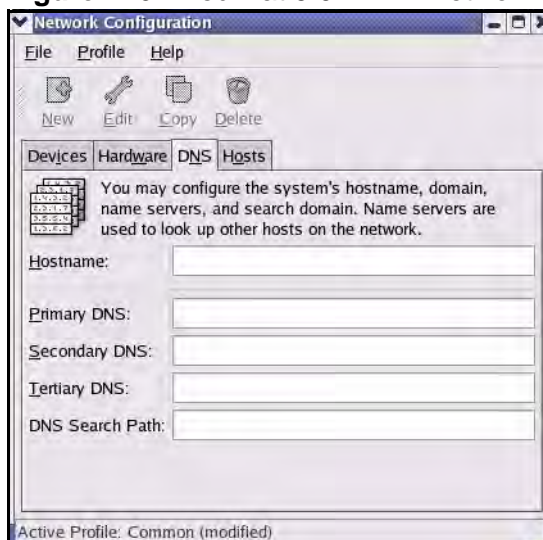 Network Configuration
File Profile Help
New Edit Copy Delete
Devices Hardware DNS Hosts
You may configure the system's hostname, domain,
name servers, and search domain. Name servers are
used to look up other hosts on the network.
Hostname:
Primary DNS:
Secondary DNS:
Tertiary DNS:
DNS Search Path:
Active Profile: Common (modified)